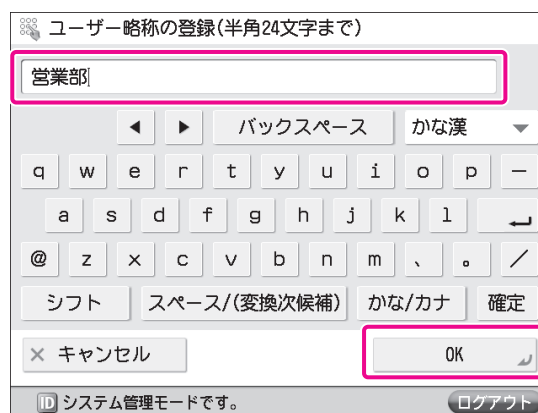 ユーザー略称の登録(半角24文字まで)
営業部
◀ ▶ バックスペース かな漢 ▼
q w e r t y u i o p ー
a s d f g h j k l
@ z x c v b n m 、 。 /
シフト スペース/(変換次候補) かな/カナ 確定
× キャンセル OK
ID システム管理モードです。 ログアウト